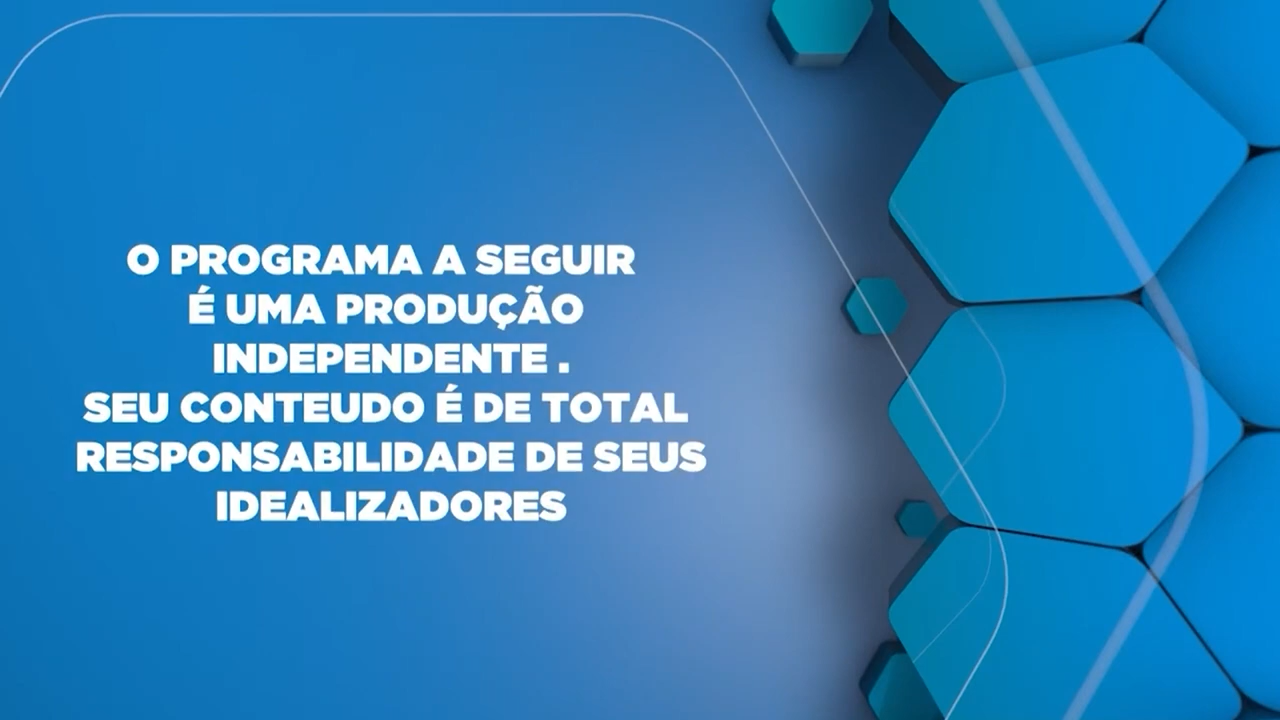 O PROGRAMA A SEGUIR
É UMA PRODUÇÃO
INDEPENDENTE .
SEU CONTEUDO É DE TOTAL
RESPONSABILIDADE DE SEUS
IDEALIZADORES